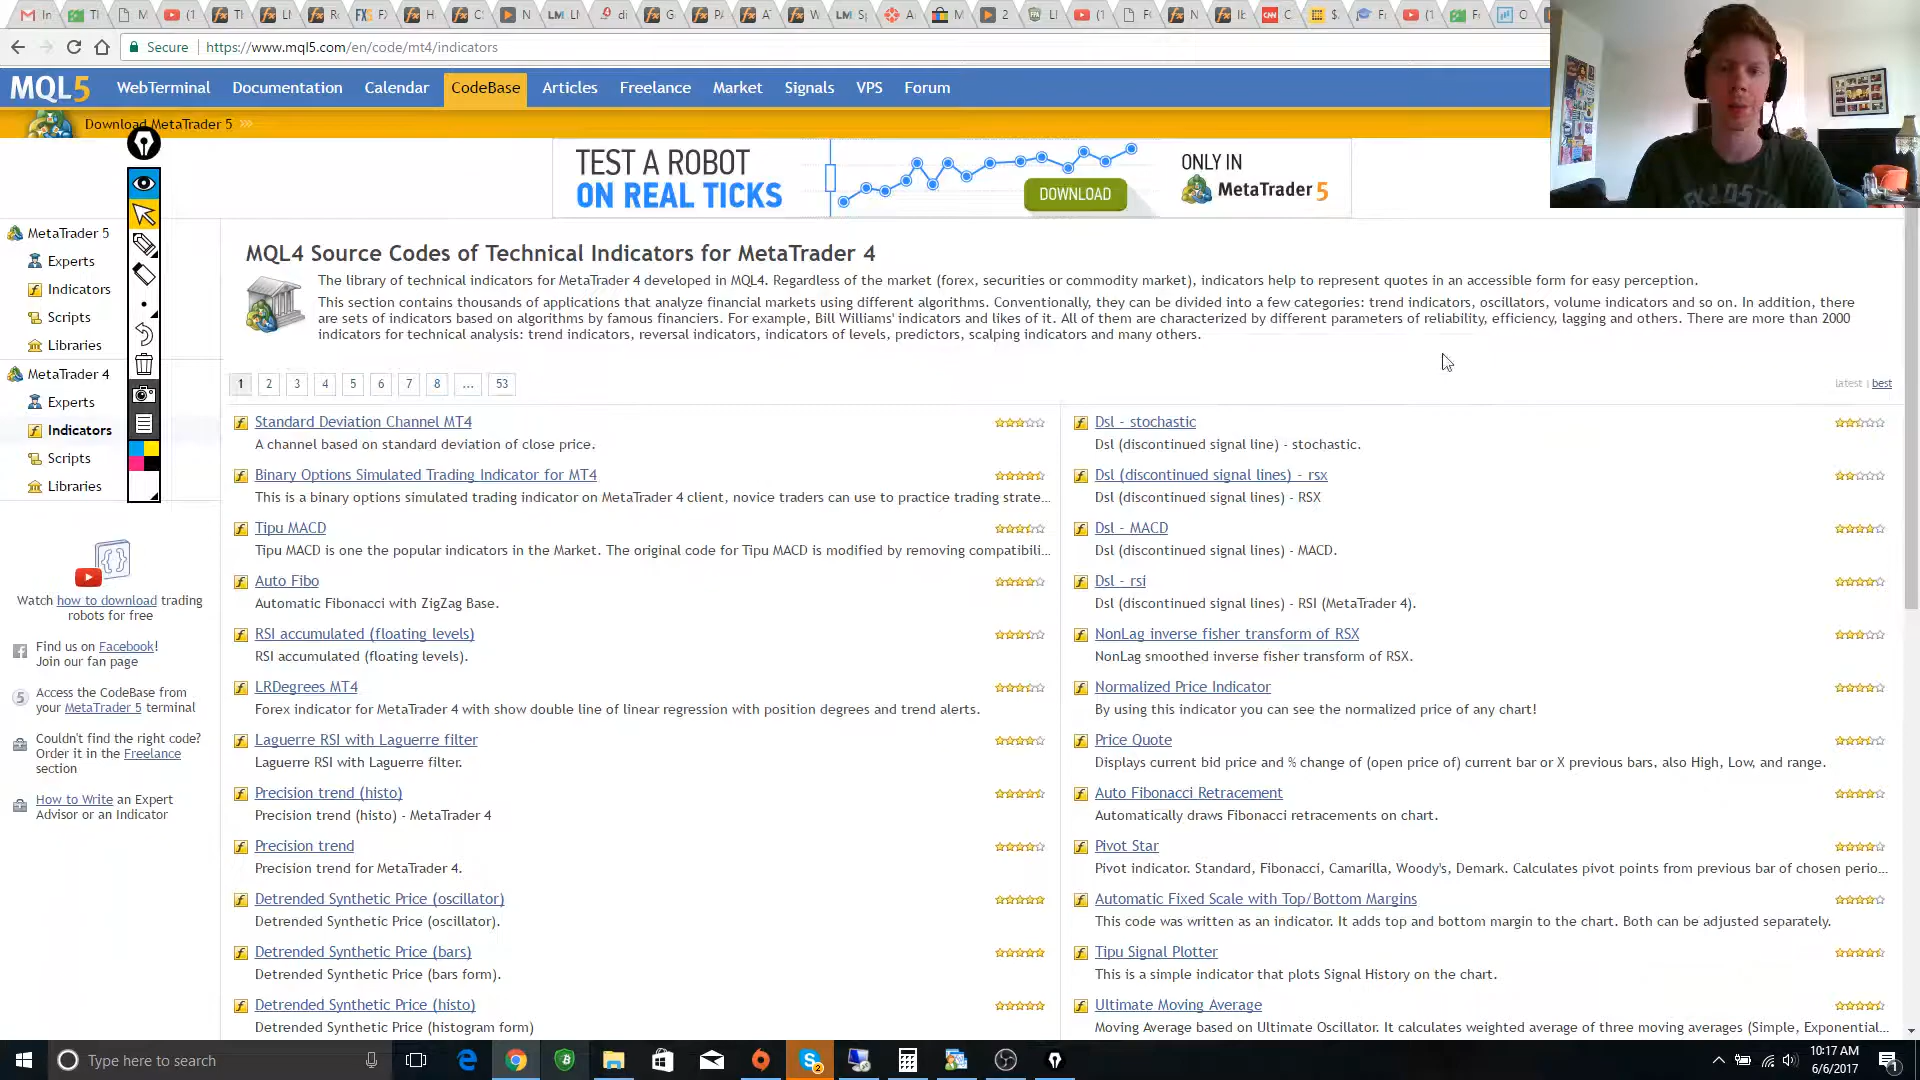 Secure
https://www.mql5.com/en/code/mt4/indicators
MQL5
WebTerminal
Documentation
Calendar
CodeBase
Articles
Freelance
Market
Signals
VPS
Forum
Download MetaTrader 5
TEST A ROBOT
ON REAL TICKS
DOWNLOAD
ONLY IN
MetaTrader 5
MetaTrader 5
Experts
Indicators
Scripts
Libraries
MetaTrader 4
Experts
Indicators
Scripts
Libraries
Watch how to download trading
robots for free
Find us on Facebook!
Join our fan page
Access the CodeBase from
your MetaTrader 5 terminal
Couldn't find the right code?
Order it in the Freelance
section
How to Write an Expert
Advisor or an Indicator
MQL4 Source Codes of Technical Indicators for MetaTrader 4
The library of technical indicators for MetaTrader 4 developed in MQL4. Regardless of the market (forex, securities or commodity market), indicators help to represent quotes in an accessible form for easy perception.
This section contains thousands of applications that analyze financial markets using different algorithms. Conventionally, they can be divided into a few categories: trend indicators, oscillators, volume indicators and so on. In addition, there
are sets of indicators based on algorithms by famous financiers. For example, Bill Williams' indicators and likes of it. All of them are characterized by different parameters of reliability, efficiency, lagging and others. There are more than 2000
indicators for technical analysis: trend indicators, reversal indicators, indicators of levels, predictors, scalping indicators and many others.
1 2 3 4 5 6 7 8 ... 53
latest | best
Standard Deviation Channel MT4
A channel based on standard deviation of close price.
Binary Options Simulated Trading Indicator for MT4
This is a binary options simulated trading indicator on MetaTrader 4 client, novice traders can use to practice trading strate...
Tipu MACD
Tipu MACD is one the popular indicators in the Market. The original code for Tipu MACD is modified by removing compatibili...
Auto Fibo
Automatic Fibonacci with ZigZag Base.
RSI accumulated (floating levels)
RSI accumulated (floating levels).
LRDegrees MT4
Forex indicator for MetaTrader 4 with show double line of linear regression with position degrees and trend alerts.
Laguerre RSI with Laguerre filter
Laguerre RSI with Laguerre filter.
Precision trend (histo)
Precision trend (histo) - MetaTrader 4
Precision trend
Precision trend for MetaTrader 4.
Detrended Synthetic Price (oscillator)
Detrended Synthetic Price (oscillator).
Detrended Synthetic Price (bars)
Detrended Synthetic Price (bars form).
Detrended Synthetic Price (histo)
Detrended Synthetic Price (histogram form)
Dsl - stochastic
Dsl (discontinued signal line) - stochastic.
Dsl (discontinued signal lines) - rsx
Dsl (discontinued signal lines) - RSX
Dsl - MACD
Dsl (discontinued signal lines) - MACD.
Dsl - rsi
Dsl (discontinued signal lines) - RSI (MetaTrader 4).
NonLag inverse fisher transform of RSX
NonLag smoothed inverse fisher transform of RSX.
Normalized Price Indicator
By using this indicator you can see the normalized price of any chart!
Price Quote
Displays current bid price and % change of (open price of) current bar or X previous bars, also High, Low, and range.
Auto Fibonacci Retracement
Automatically draws Fibonacci retracements on chart.
Pivot Star
Pivot indicator. Standard, Fibonacci, Camarilla, Woody's, Demark. Calculates pivot points from previous bar of chosen perio...
Automatic Fixed Scale with Top/Bottom Margins
This code was written as an indicator. It adds top and bottom margin to the chart. Both can be adjusted separately.
Tipu Signal Plotter
This is a simple indicator that plots Signal History on the chart.
Ultimate Moving Average
Moving Average based on Ultimate Oscillator. It calculates weighted average of three moving averages (Simple, Exponential...
Type here to search
10:17 AM
6/6/2017